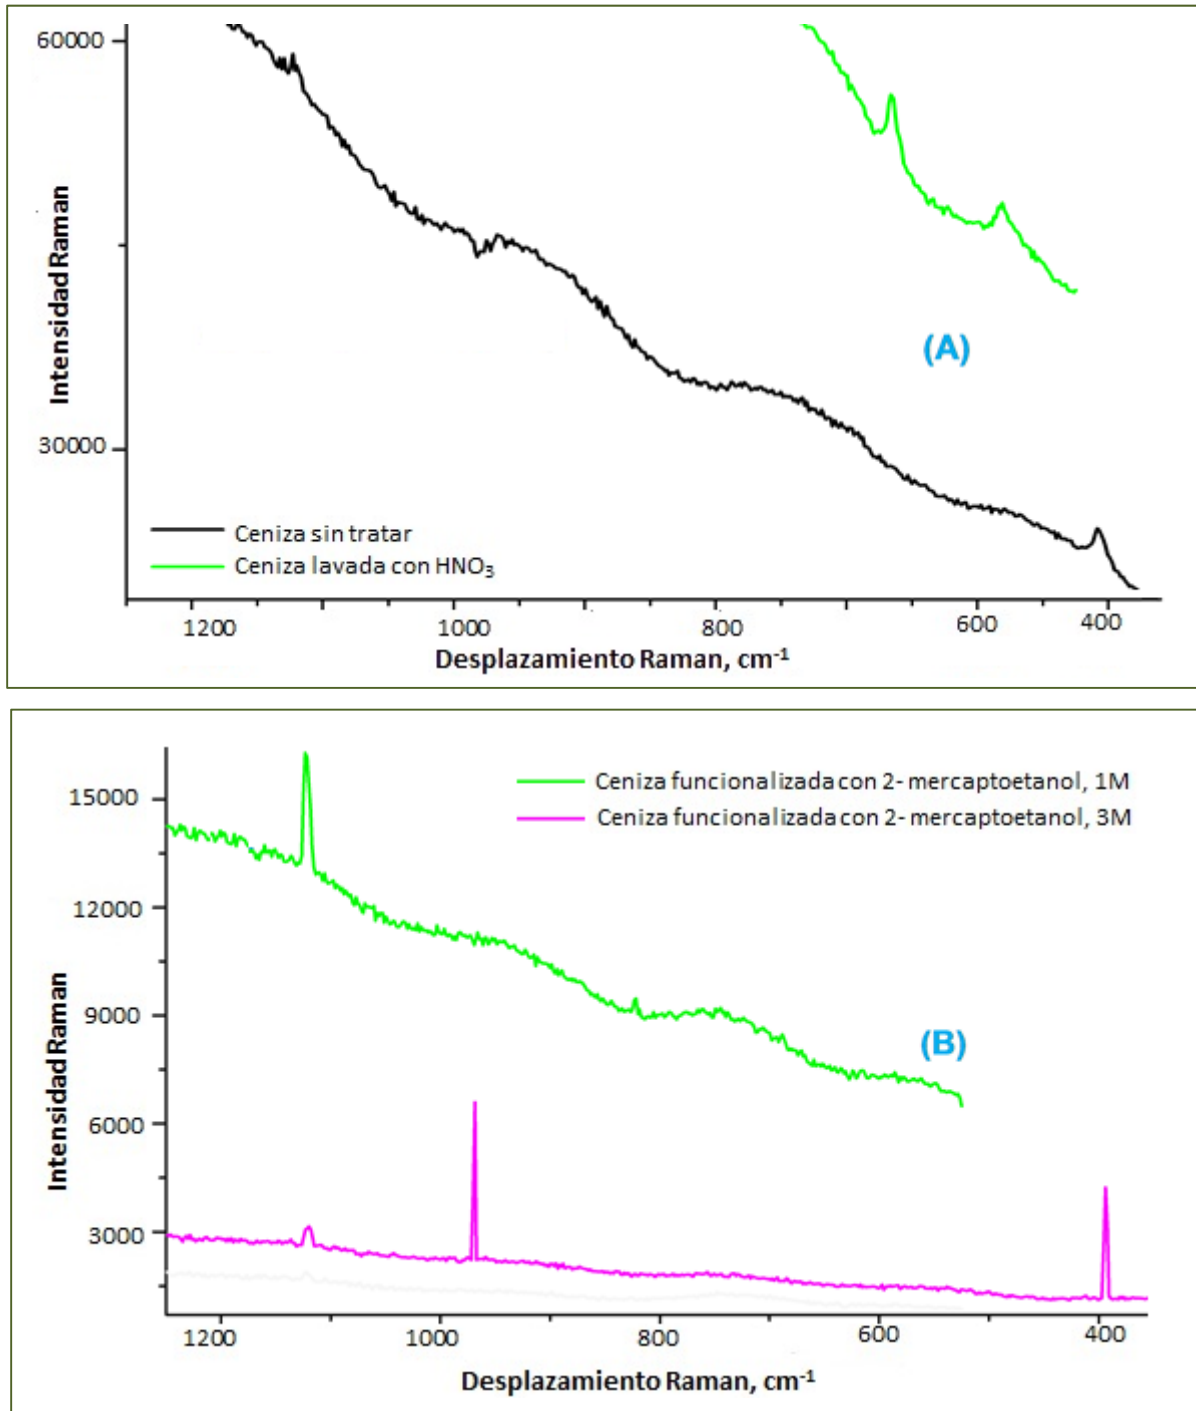 60000
30000
Intensidad Raman
(A)
Ceniza sin tratar
Ceniza lavada con HNO₃
1200 1000 800 600 400
Desplazamiento Raman, cm⁻¹
Ceniza funcionalizada con 2- mercaptoetanol, 1M
Ceniza funcionalizada con 2- mercaptoetanol, 3M
15000
12000
9000
6000
3000
Intensidad Raman
(B)
1200 1000 800 600 400
Desplazamiento Raman, cm⁻¹